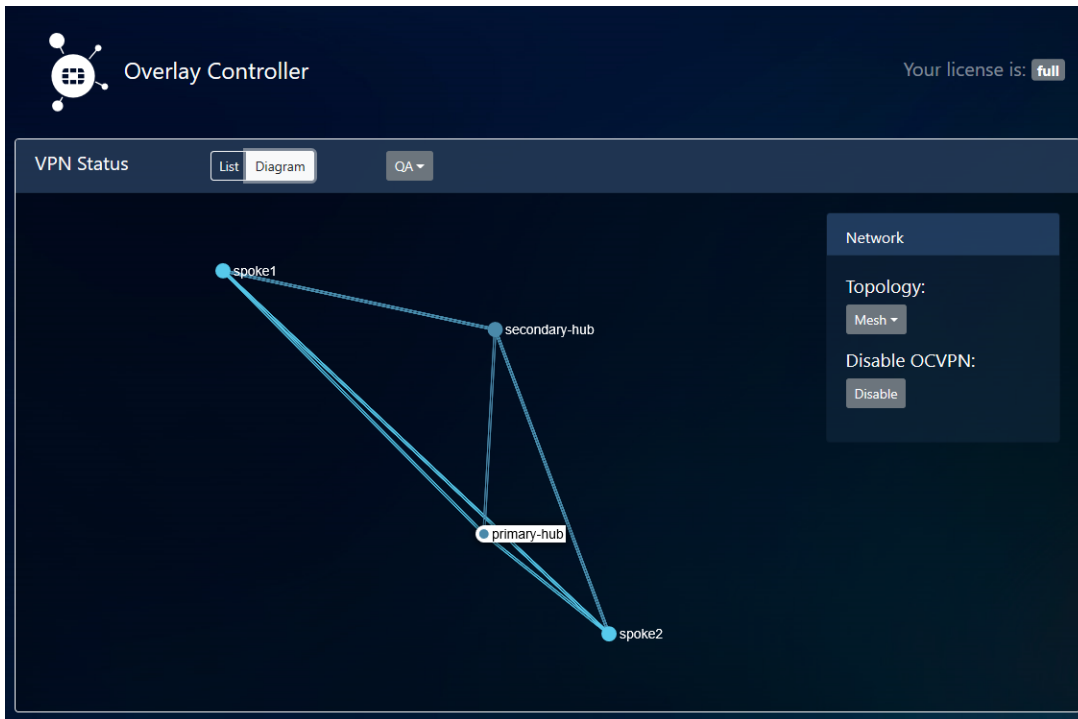 Overlay Controller
Your license is: full
VPN Status
List
Diagram
QA
Network
Topology:
Mesh
Disable OCVPN:
Disable
spoke1
secondary-hub
primary-hub
spoke2